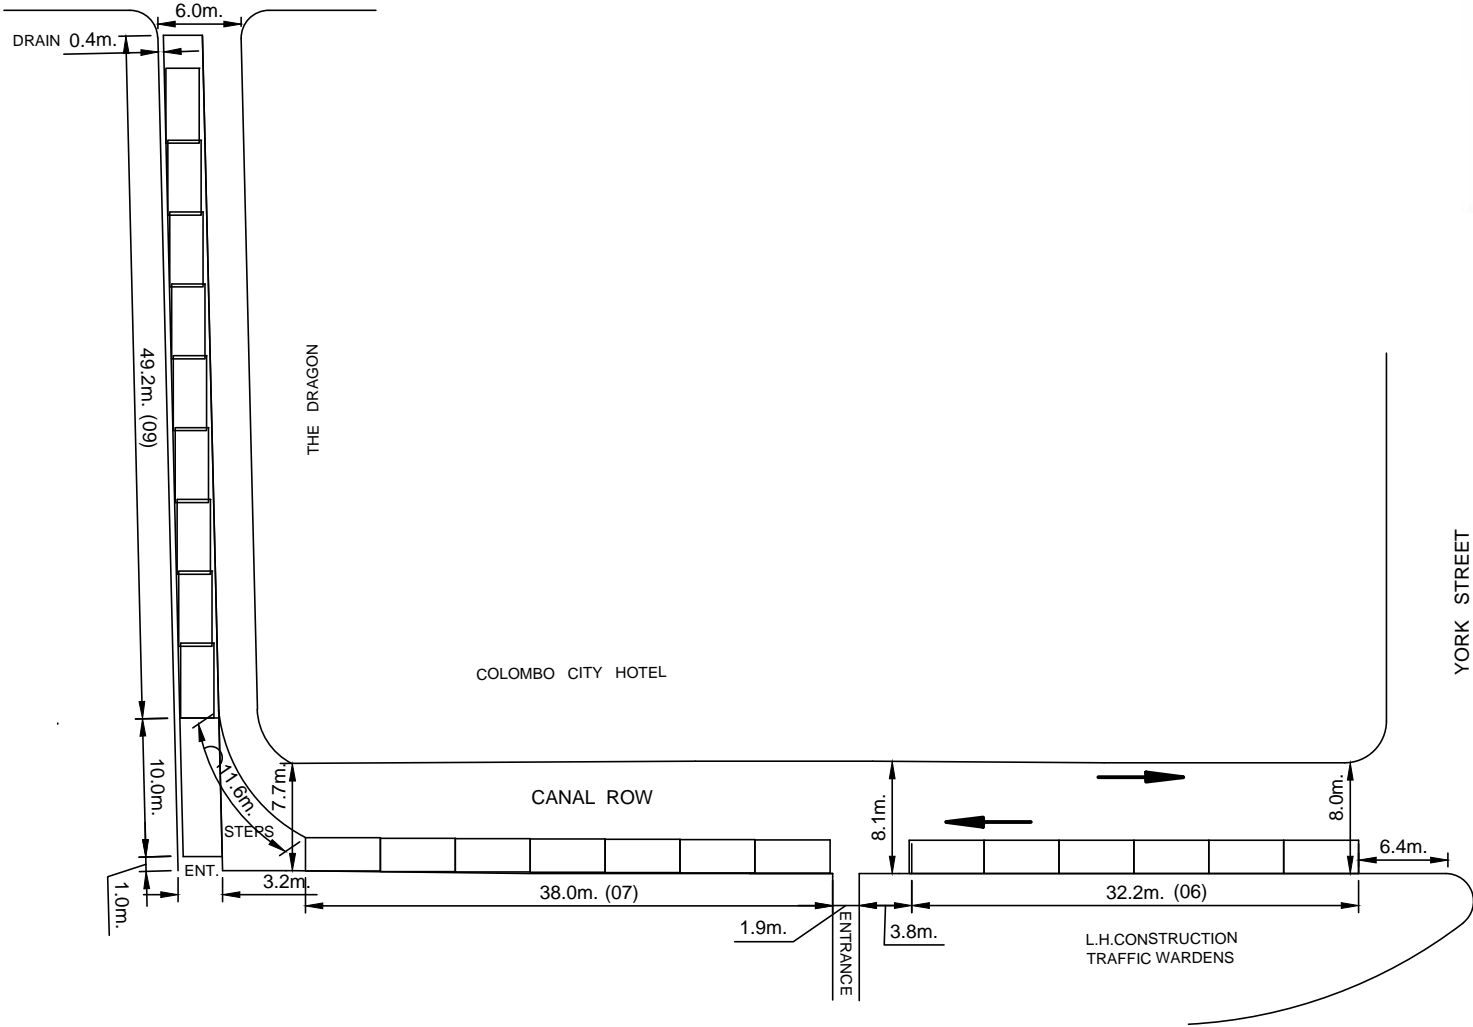 6.0m.
DRAIN 0.4m.
49.2m. (09)
THE DRAGON
YORK STREET
COLOMBO CITY HOTEL
10.0m.
11.6m.
7.7m.
CANAL ROW
8.1m.
8.0m.
STEPS
6.4m.
ENT.
3.2m.
1.0m.
38.0m. (07)
32.2m. (06)
1.9m.
ENTRANCE
3.8m.
L.H.CONSTRUCTION
TRAFFIC WARDENS